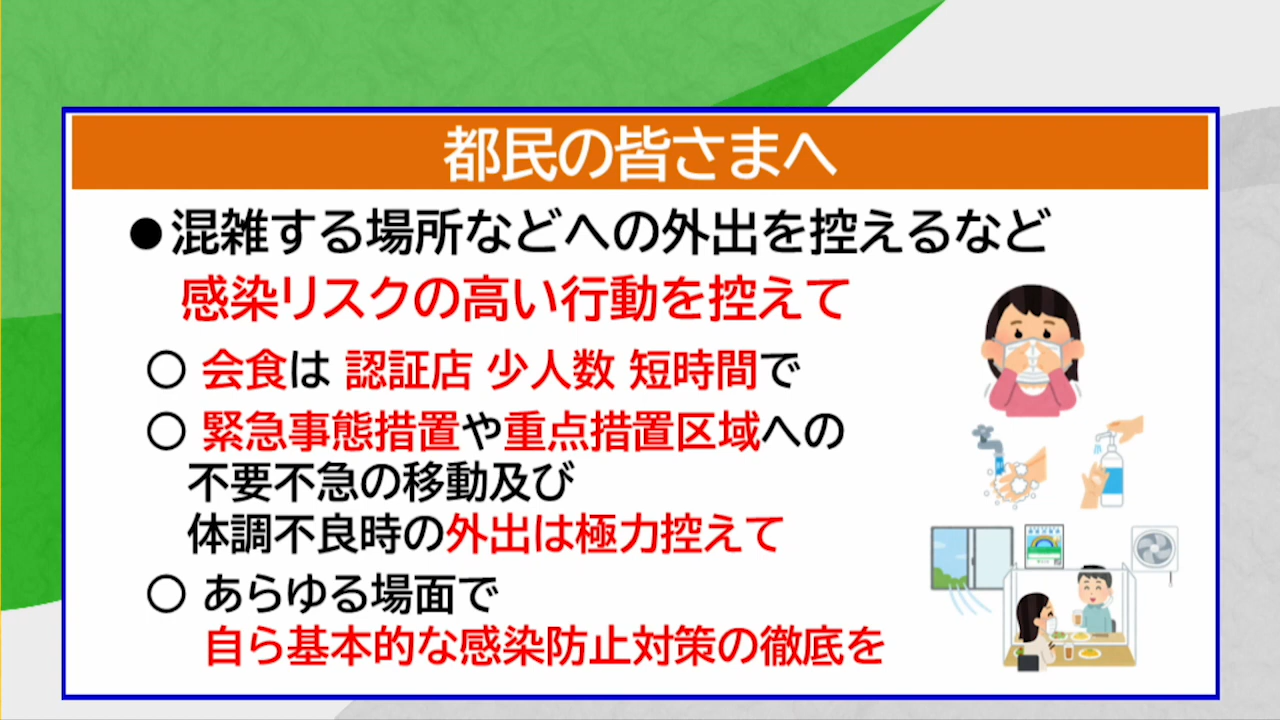 都民の皆さまへ
●混雑する場所などへの外出を控えるなど
感染リスクの高い行動を控えて
○ 会食は 認証店 少人数 短時間で
○ 緊急事態措置や重点措置区域への
不要不急の移動及び
体調不良時の外出は極力控えて
○ あらゆる場面で
自ら基本的な感染防止対策の徹底を